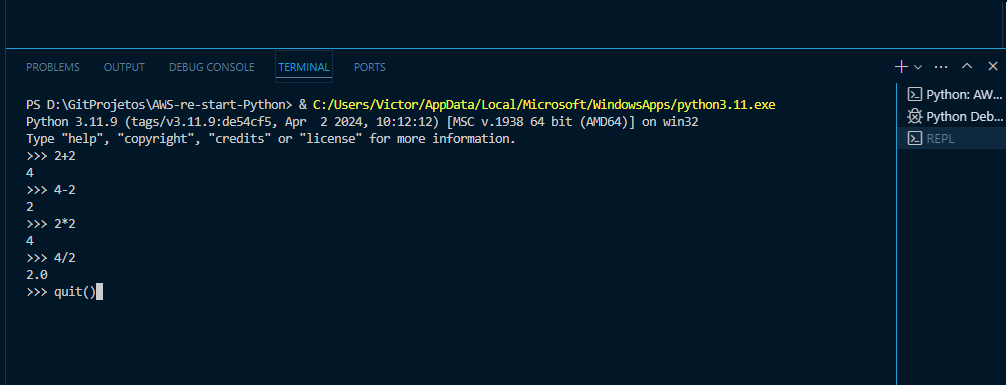 PROBLEMS OUTPUT DEBUG CONSOLE TERMINAL PORTS
PS D:\GitProjetos\AWS-re-start-Python> & C:/Users/Victor/AppData/Local/Microsoft/WindowsApps/python3.11.exe
Python 3.11.9 (tags/v3.11.9:de54cf5, Apr  2 2024, 10:12:12) [MSC v.1938 64 bit (AMD64)] on win32
Type "help", "copyright", "credits" or "license" for more information.
>>> 2+2
4
>>> 4-2
2
>>> 2*2
4
>>> 4/2
2.0
>>> quit()
Python: AW...
Python Deb...
REPL